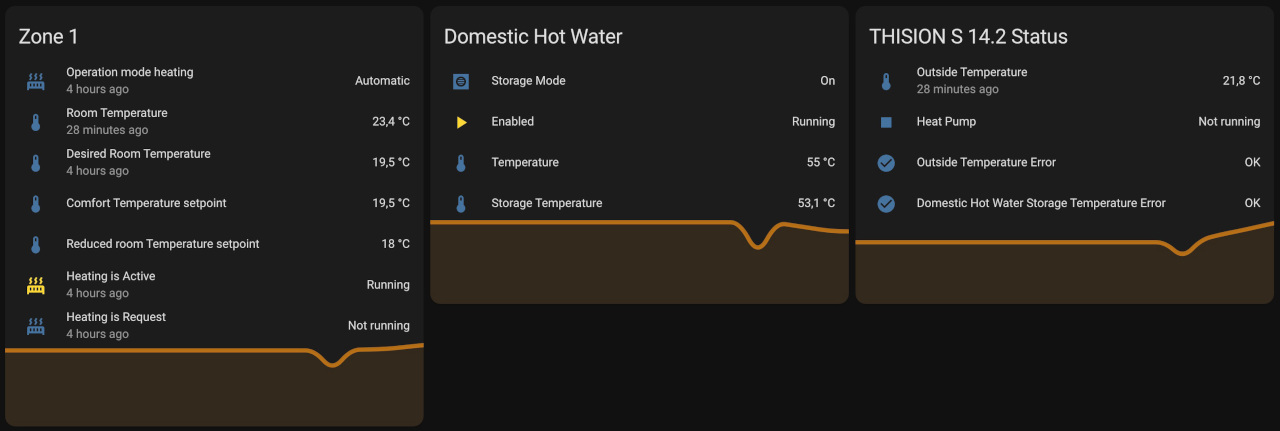 Zone 1
Operation mode heating
4 hours ago
Automatic
Room Temperature
28 minutes ago
23,4 °C
Desired Room Temperature
4 hours ago
19,5 °C
Comfort Temperature setpoint
19,5 °C
Reduced room Temperature setpoint
18 °C
Heating is Active
4 hours ago
Running
Heating is Request
4 hours ago
Not running
Domestic Hot Water
Storage Mode
On
Enabled
Running
Temperature
55 °C
Storage Temperature
53,1 °C
THISION S 14.2 Status
Outside Temperature
28 minutes ago
21,8 °C
Heat Pump
Not running
Outside Temperature Error
OK
Domestic Hot Water Storage Temperature Error
OK